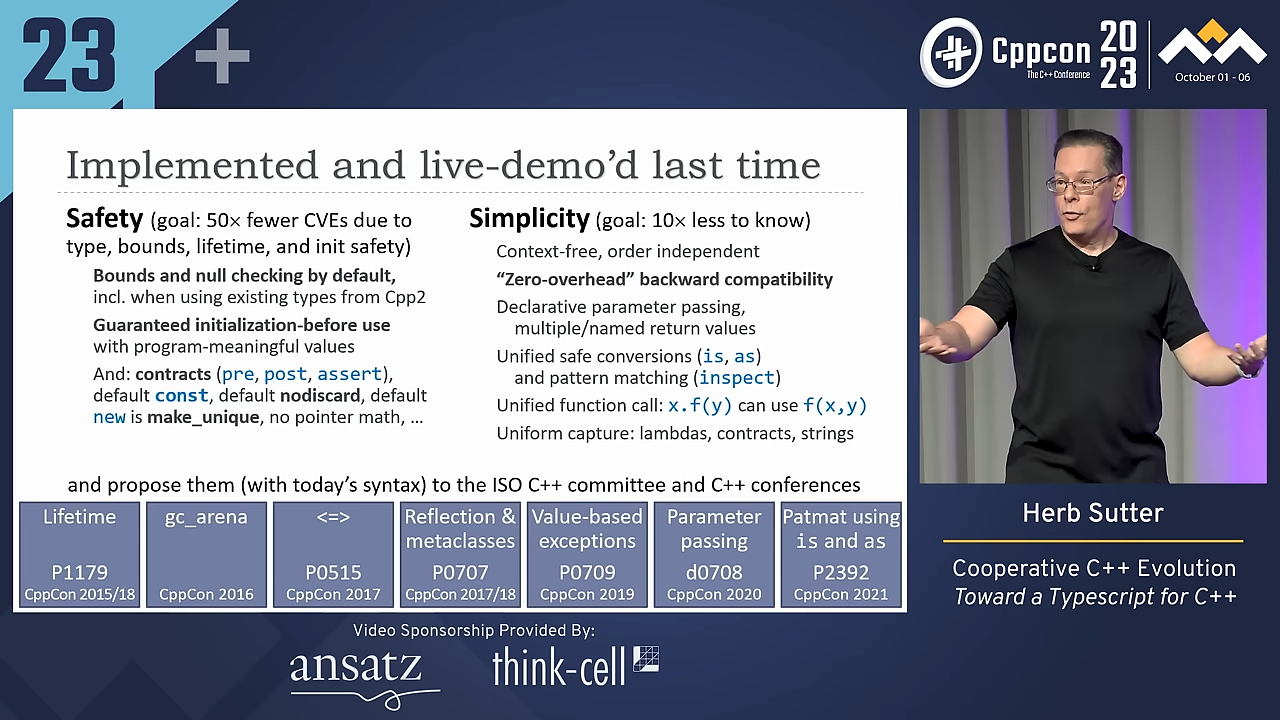 23
+
Cppcon
The C++ Conference
20
23
October 01 - 06
Implemented and live-demo’d last time
Safety (goal: 50× fewer CVEs due to
type, bounds, lifetime, and init safety)
Bounds and null checking by default,
incl. when using existing types from Cpp2
Guaranteed initialization-before use
with program-meaningful values
And: contracts (pre, post, assert),
default const, default nodiscard, default
new is make_unique, no pointer math, …
Simplicity (goal: 10× less to know)
Context-free, order independent
“Zero-overhead” backward compatibility
Declarative parameter passing,
multiple/named return values
Unified safe conversions (is, as)
and pattern matching (inspect)
Unified function call: x.f(y) can use f(x,y)
Uniform capture: lambdas, contracts, strings
and propose them (with today’s syntax) to the ISO C++ committee and C++ conferences
Lifetime
P1179
CppCon 2015/18
gc_arena
CppCon 2016
<=>
P0515
CppCon 2017
Reflection &
metaclasses
P0707
CppCon 2017/18
Value-based
exceptions
P0709
CppCon 2019
Parameter
passing
d0708
CppCon 2020
Patmat using
is and as
P2392
CppCon 2021
Herb Sutter
Cooperative C++ Evolution
Toward a Typescript for C++
Video Sponsorship Provided By:
ansatz
think-cell